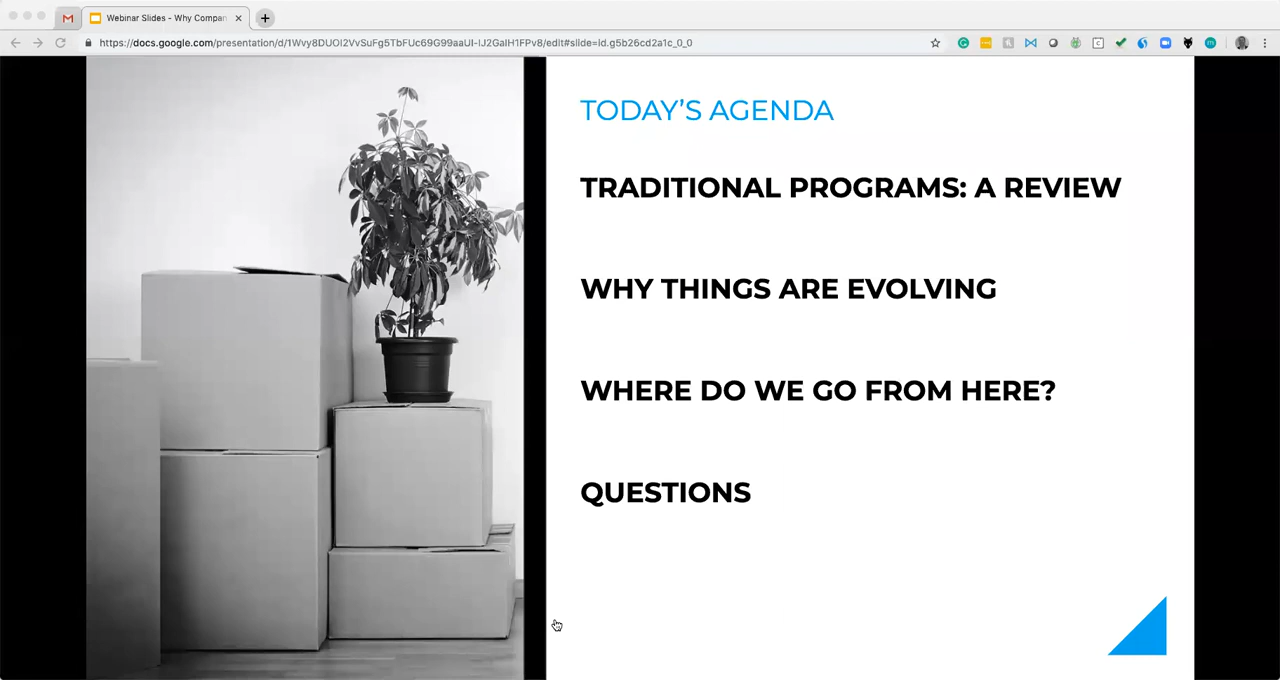 Webinar Slides - Why Compan
https://docs.google.com/presentation/d/1Wvy8DUOI2VvSuFg5TbFUc69G99aaUI-IJ2GaIH1FPv8/edit#slide=id.g5b26cd2a1c_0_0
TODAY'S AGENDA
TRADITIONAL PROGRAMS: A REVIEW
WHY THINGS ARE EVOLVING
WHERE DO WE GO FROM HERE?
QUESTIONS